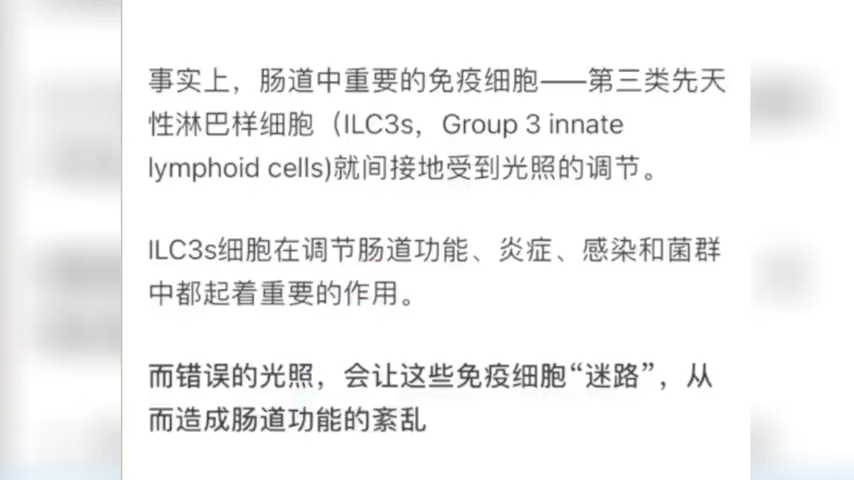 事实上，肠道中重要的免疫细胞——第三类先天
性淋巴样细胞（ILC3s，Group 3 innate
lymphoid cells)就间接地受到光照的调节。
ILC3s细胞在调节肠道功能、炎症、感染和菌群
中都起着重要的作用。
而错误的光照，会让这些免疫细胞“迷路”，从
而造成肠道功能的紊乱